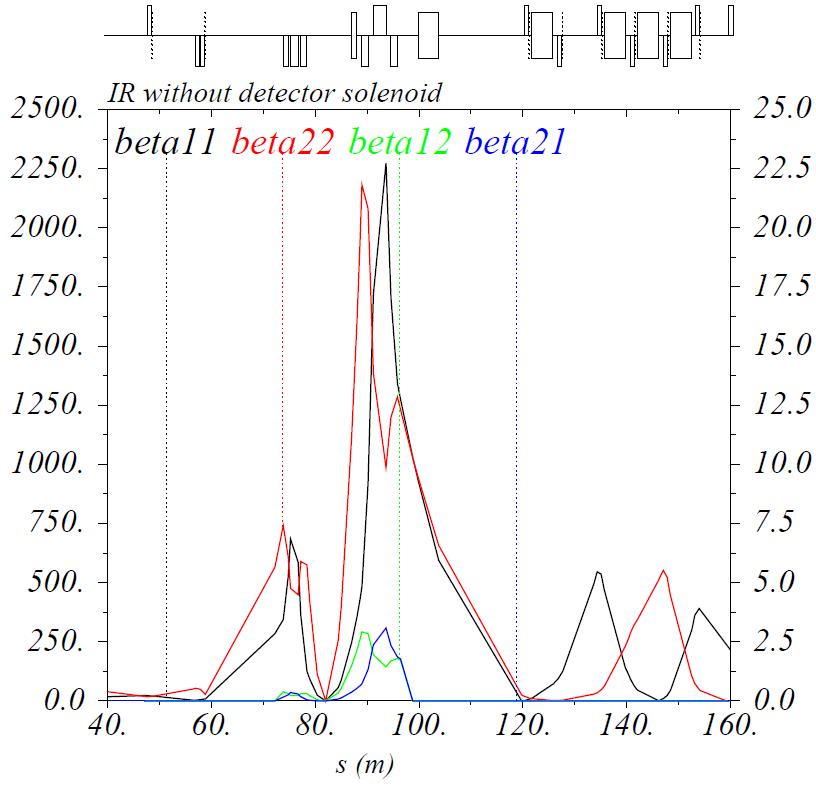 IR without detector solenoid
beta11 beta22 beta12 beta21
2500. 25.0
2250. 22.5
2000. 20.0
1750. 17.5
1500. 15.0
1250. 12.5
1000. 10.0
750. 7.5
500. 5.0
250. 2.5
0.0 0.0
40. 60. 80. 100. 120. 140. 160.
s (m)